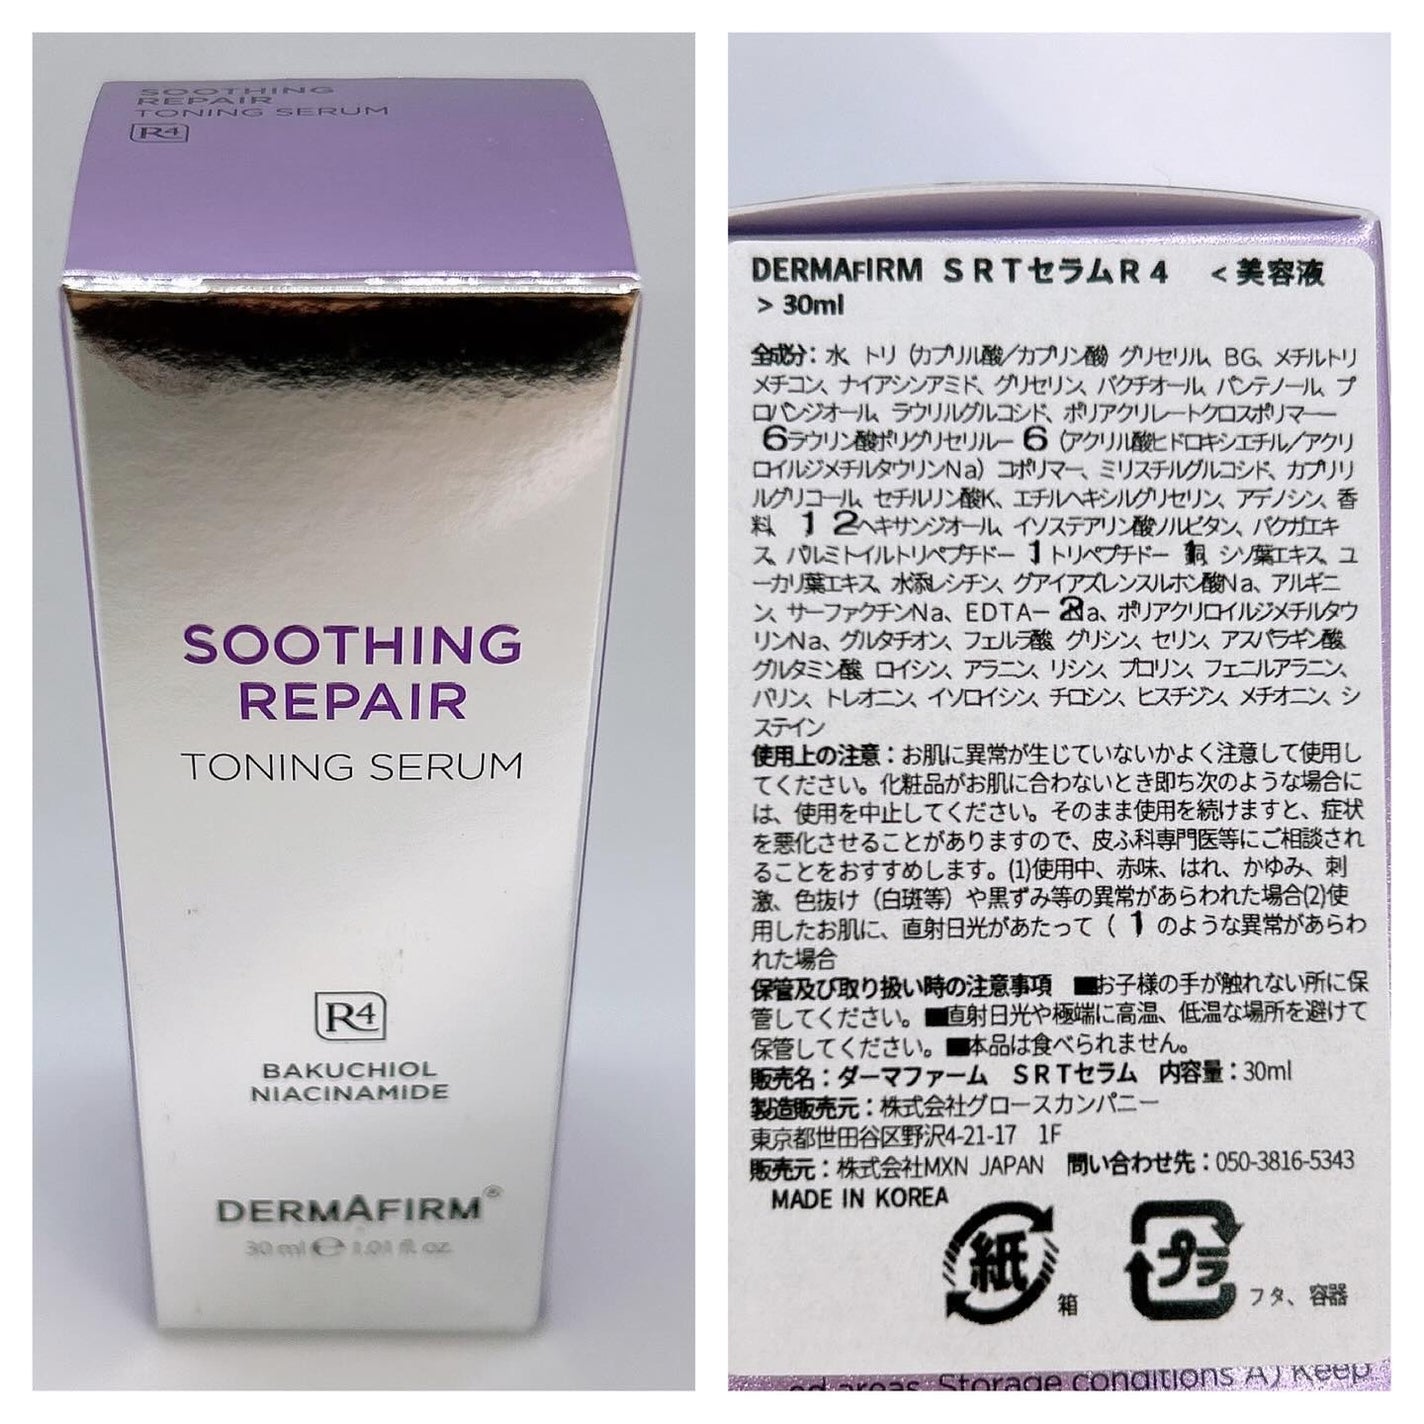 SOOTHING
REPAIR
TONING SERUM
R4
SOOTHING
REPAIR
TONING SERUM
R4
BAKUCHIOL
NIACINAMIDE
DERMAFIRM®
30 ml ℮ 1.01 fl. oz.
DERMAFIRM ＳＲＴセラムＲ４　＜美容液
＞30ml
全成分：水、トリ（カプリル酸/カプリン酸）グリセリル、BG、メチルトリ
メチコン、ナイアシンアミド、グリセリン、バクチオール、パンテノール、プ
ロパンジオール、ラウリルグルコシド、ポリアクリレートクロスポリマー
6ラウリン酸ポリグリセリルー6（アクリル酸ヒドロキシエチル/アクリ
ロイルジメチルタウリンNa）コポリマー、ミリスチルグルコシド、カプリリ
ルグリコール、セチルリン酸K、エチルヘキシルグリセリン、アデノシン、香
料、1 2ヘキサンジオール、イソステアリン酸ソルビタン、バクガエキ
ス、パルミトイルトリペプチドー1トリペプチドー1銅、シソ葉エキス、ユ
ーカリ葉エキス、水添レシチン、グアイアズレンスルホン酸Na、アルギニ
ン、サーファクチンNa、EDTAー2Na、ポリアクリロイルジメチルタウ
リンNa、グルタチオン、フェルラ酸、グリシン、セリン、アスパラギン酸、
グルタミン酸、ロイシン、アラニン、リシン、プロリン、フェニルアラニン、
バリン、トレオニン、イソロイシン、チロシン、ヒスチジン、メチオニン、シ
ステイン
使用上の注意：お肌に異常が生じていないかよく注意して使用し
てください。化粧品がお肌に合わないとき即ち次のような場合に
は、使用を中止してください。そのまま使用を続けますと、症状
を悪化させることがありますので、皮ふ科専門医等にご相談され
ることをおすすめします。(1)使用中、赤味、はれ、かゆみ、刺
激、色抜け（白斑等）や黒ずみ等の異常があらわれた場合(2)使
用したお肌に、直射日光があたって（1のような異常があらわ
れた場合
保管及び取り扱い時の注意事項　■お子様の手が触れない所に保
管してください。■直射日光や極端に高温、低温な場所を避けて
保管してください。■本品は食べられません。
販売名：ダーマファーム　ＳＲＴセラム　内容量：30ml
製造販売元：株式会社グロースカンパニー
東京都世田谷区野沢4-21-17　1F
販売元：株式会社MXN JAPAN　問い合わせ先：050-3816-5343
MADE IN KOREA
紙 箱
プラ フタ、容器
ed areas. Storage conditions A) Keep